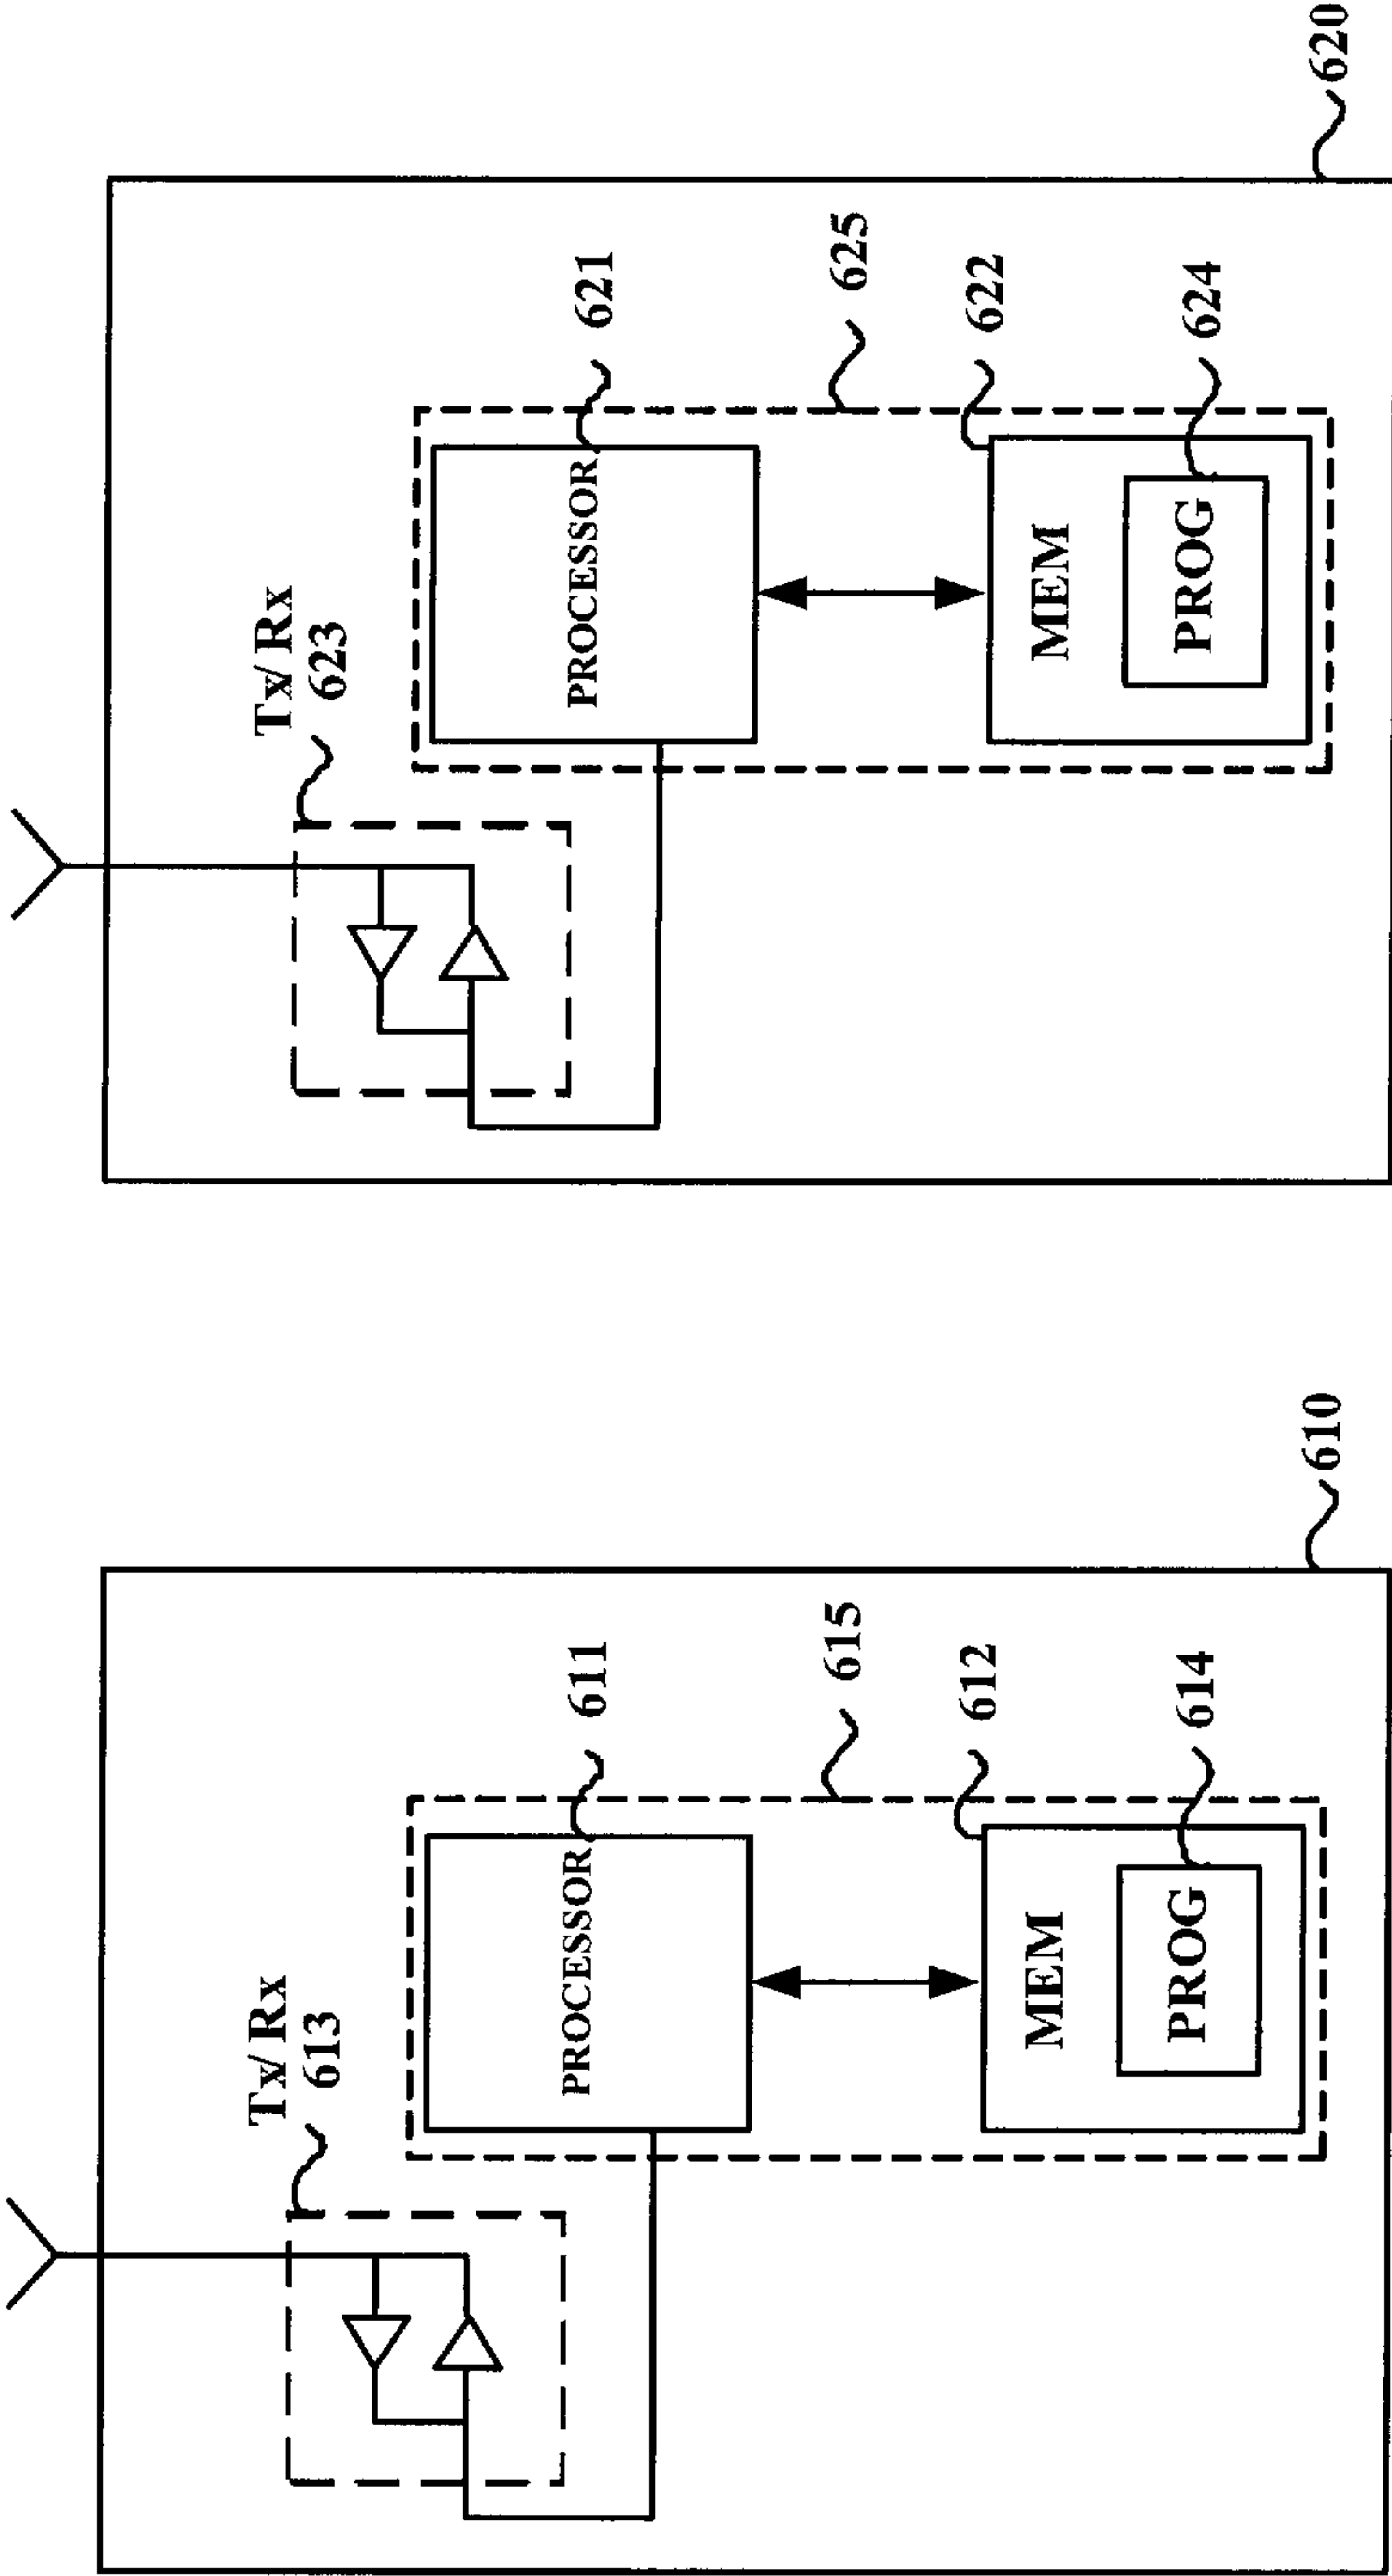 Tx/Rx
613
PROCESSOR
611
615
MEM
612
PROG
614
610
Tx/Rx
623
PROCESSOR
621
625
MEM
622
PROG
624
620